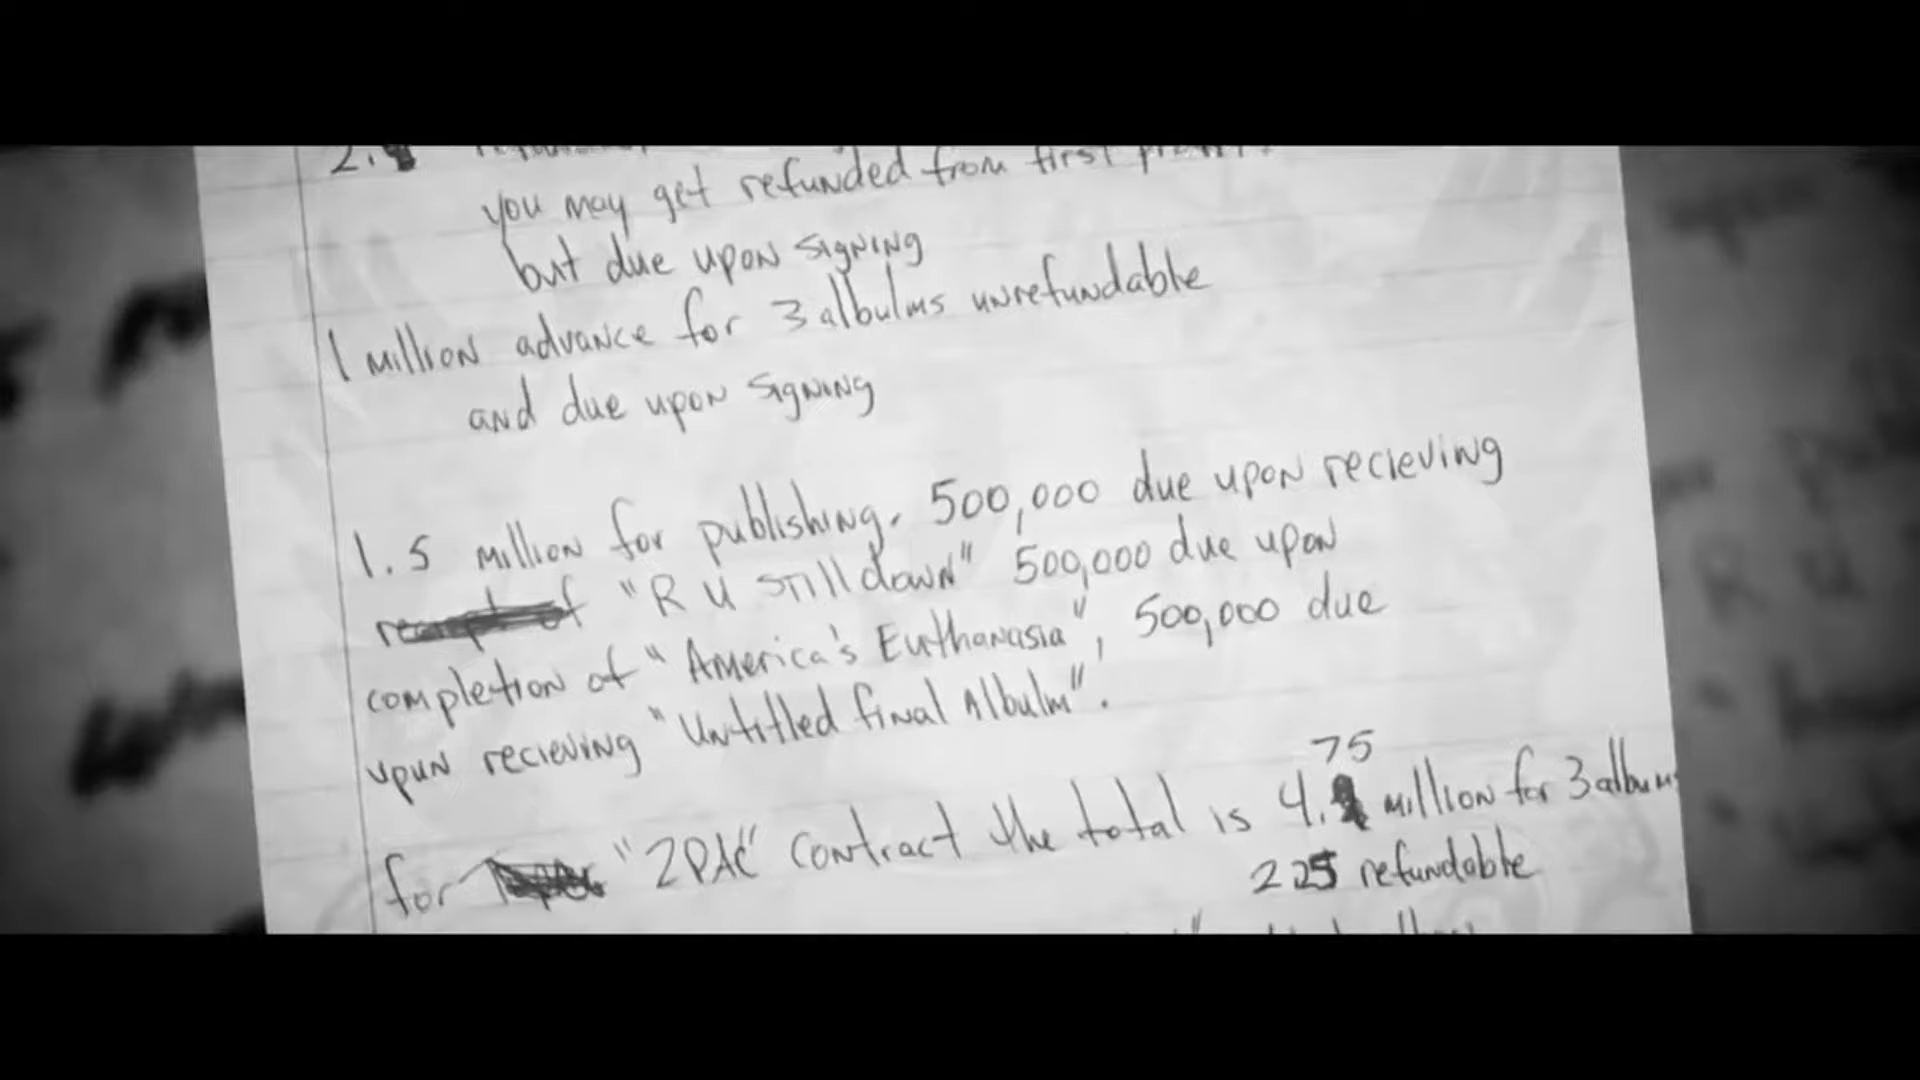 2.
you may get refunded from first
but due upon signing
1 million advance for 3 albulms unrefundable
and due upon signing
1.5 million for publishing. 500,000 due upon recieving
"R U still down" 500,000 due upon
completion of "America's Euthanasia", 500,000 due
upun recieving "Untitled final Albulm".
75
for "2PAC" contract the total is 4. million for 3 albums
225 refundable